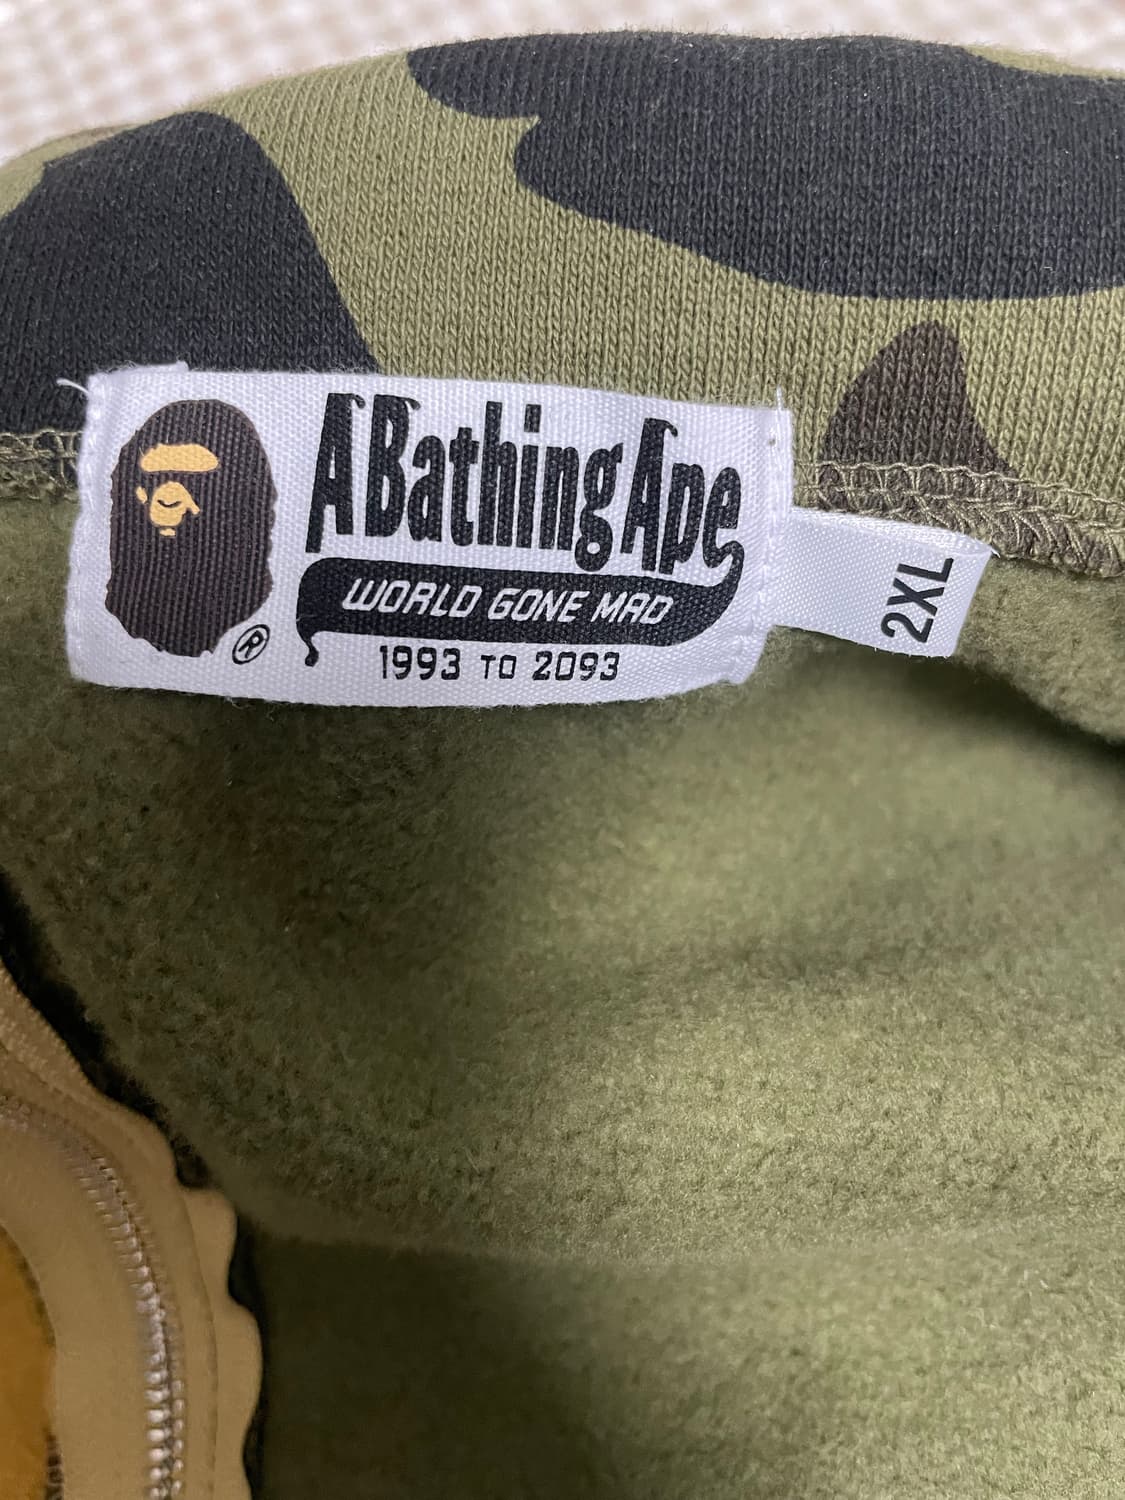 A Bathing Ape
WORLD GONE MAD
1993 TO 2093
®
2XL